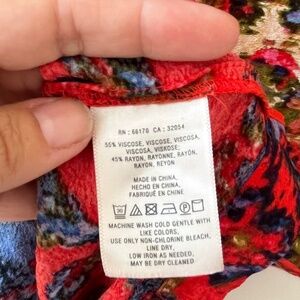 RN : 66170 CA : 32054
55% VISCOSE, VISCOSE, VISCOSA,
VISCOSA, VISKOSE;
45% RAYON, RAYONNE, RAYÓN,
RAYON, REYON
MADE IN CHINA,
HECHO EN CHINA,
FABRIQUE EN CHINE
MACHINE WASH COLD GENTLE WITH
LIKE COLORS,
USE ONLY NON-CHLORINE BLEACH,
LINE DRY,
LOW IRON AS NEEDED,
MAY BE DRY CLEANED